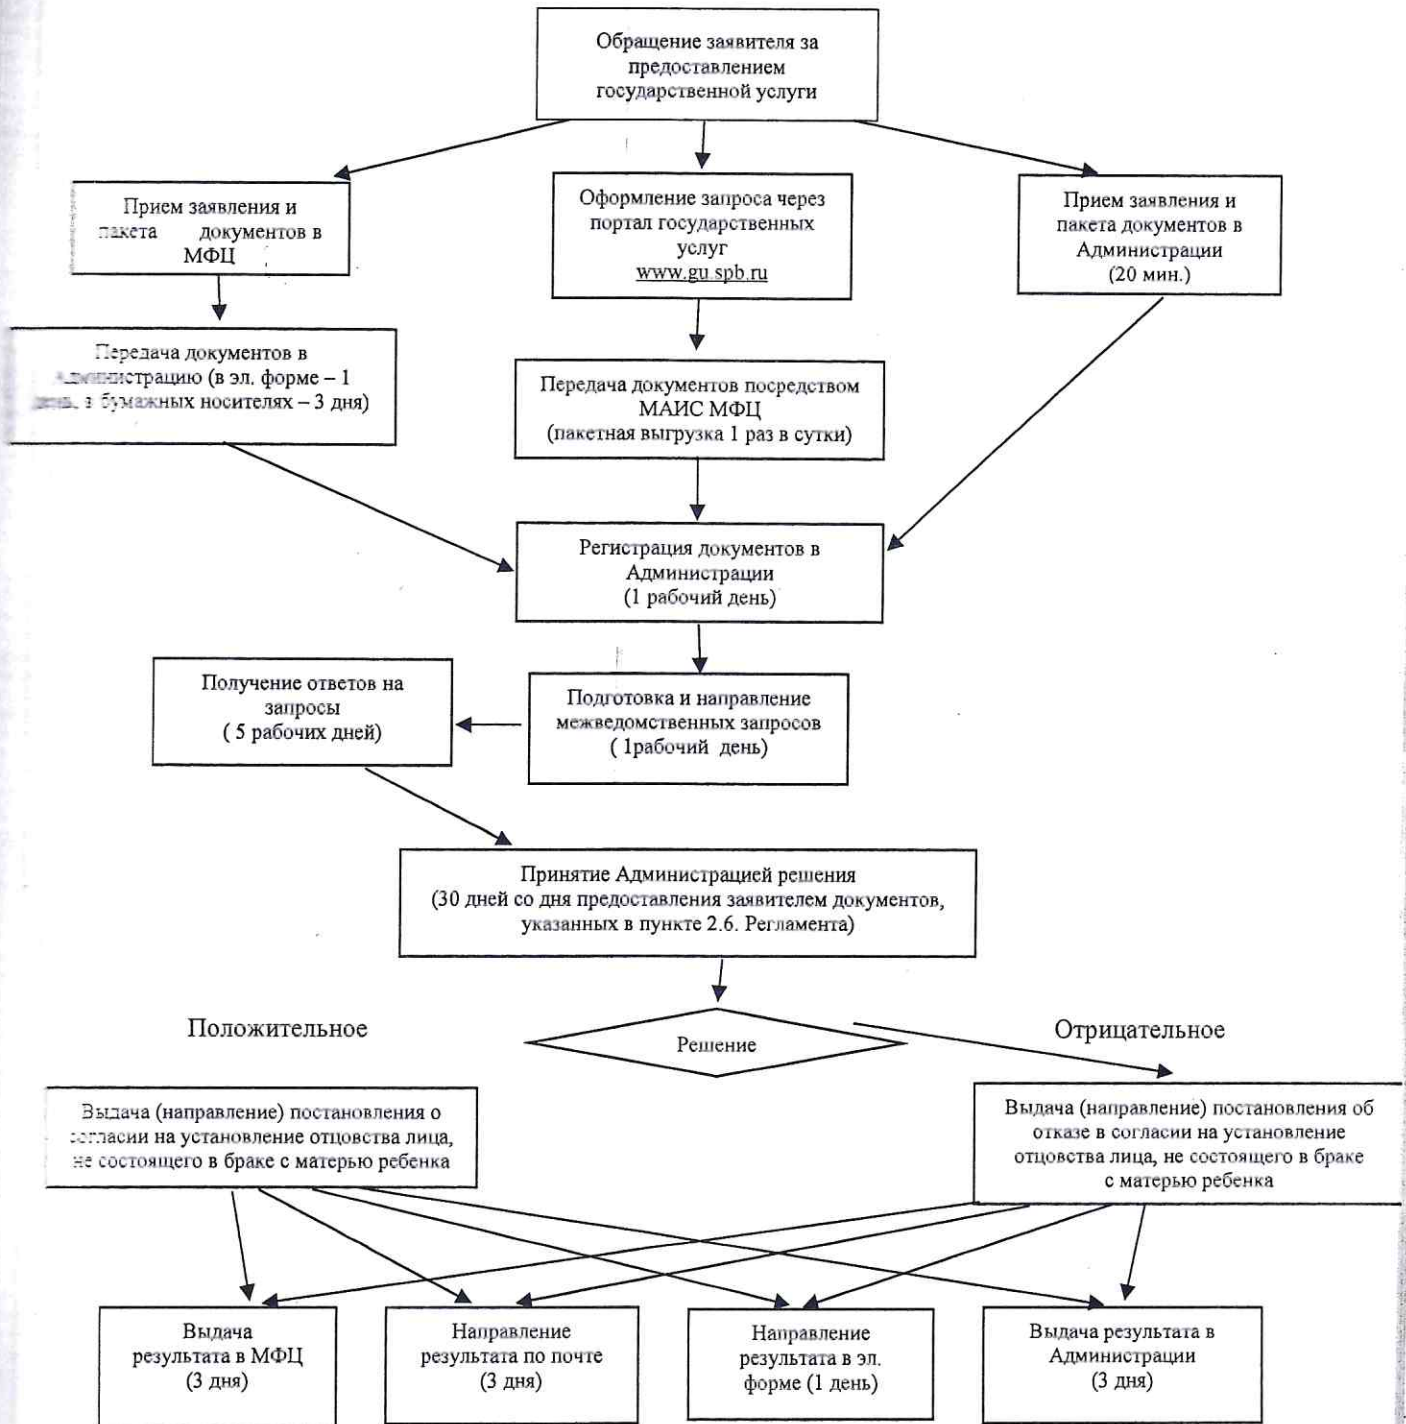 Обращение заявителя за
предоставлением
государственной услуги
Прием заявления и
пакета документов в
МФЦ
Оформление запроса через
портал государственных
услуг
www.gu.spb.ru
Прием заявления и
пакета документов в
Администрации
(20 мин.)
Передача документов в
Администрацию (в эл. форме – 1
день, в бумажных носителях – 3 дня)
Передача документов посредством
МАИС МФЦ
(пакетная выгрузка 1 раз в сутки)
Регистрация документов в
Администрации
(1 рабочий день)
Получение ответов на
запросы
( 5 рабочих дней)
Подготовка и направление
межведомственных запросов
( 1рабочий день)
Принятие Администрацией решения
(30 дней со дня предоставления заявителем документов,
указанных в пункте 2.6. Регламента)
Положительное
Решение
Отрицательное
Выдача (направление) постановления о
согласии на установление отцовства лица,
не состоящего в браке с матерью ребенка
Выдача (направление) постановления об
отказе в согласии на установление
отцовства лица, не состоящего в браке
с матерью ребенка
Выдача
результата в МФЦ
(3 дня)
Направление
результата по почте
(3 дня)
Направление
результата в эл.
форме (1 день)
Выдача результата в
Администрации
(3 дня)